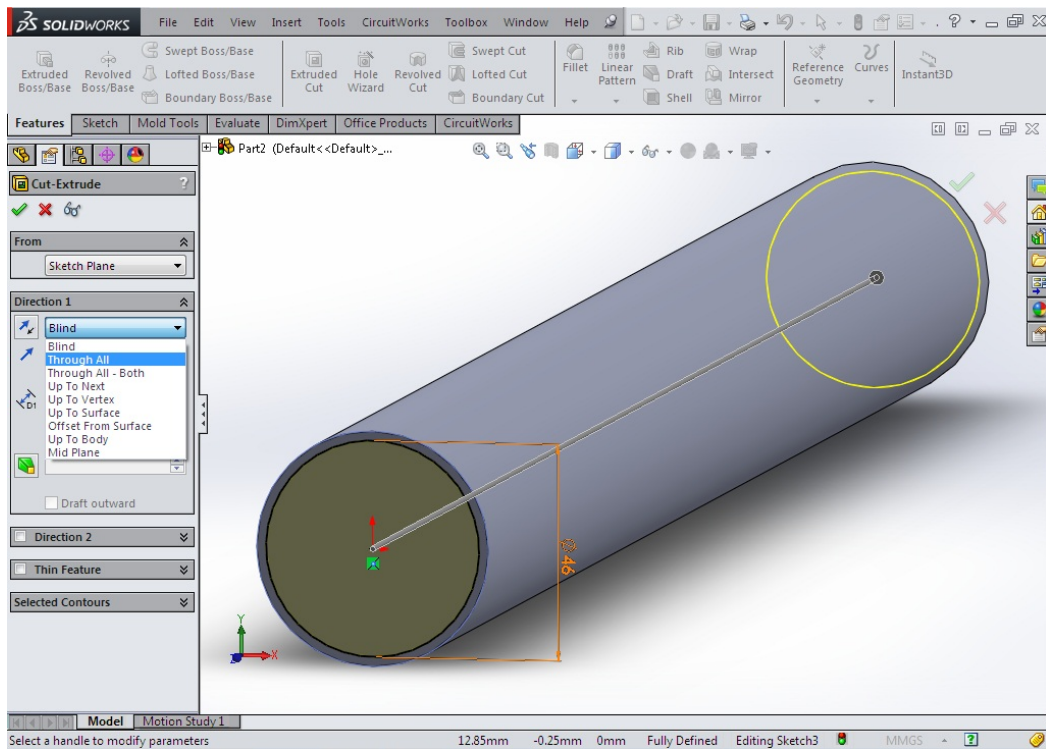 SOLIDWORKS File Edit View Insert Tools CircuitWorks Toolbox Window Help
Extruded Boss/Base
Revolved Boss/Base
Swept Boss/Base
Lofted Boss/Base
Boundary Boss/Base
Extruded Cut
Hole Wizard
Revolved Cut
Swept Cut
Lofted Cut
Boundary Cut
Fillet
Linear Pattern
Rib
Draft
Shell
Wrap
Intersect
Mirror
Reference Geometry
Curves
Instant3D
Features Sketch Mold Tools Evaluate DimXpert Office Products CircuitWorks
Part2 (Default<<Default>_...
Cut-Extrude ?
From
Sketch Plane
Direction 1
Blind
Blind
Through All
Through All - Both
Up To Next
Up To Vertex
Up To Surface
Offset From Surface
Up To Body
Mid Plane
D1
Draft outward
Direction 2
Thin Feature
Selected Contours
⌀46
Y
X
Z
Model Motion Study 1
Select a handle to modify parameters 12.85mm -0.25mm 0mm Fully Defined Editing Sketch3 MMGS ?